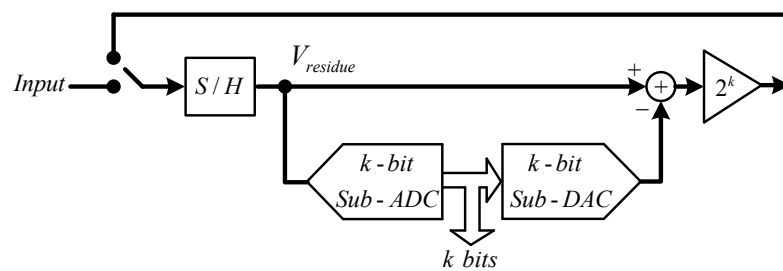 V_residue
Input
S / H
+
+
−
2^k
k - bit
Sub - ADC
k - bit
Sub - DAC
k bits